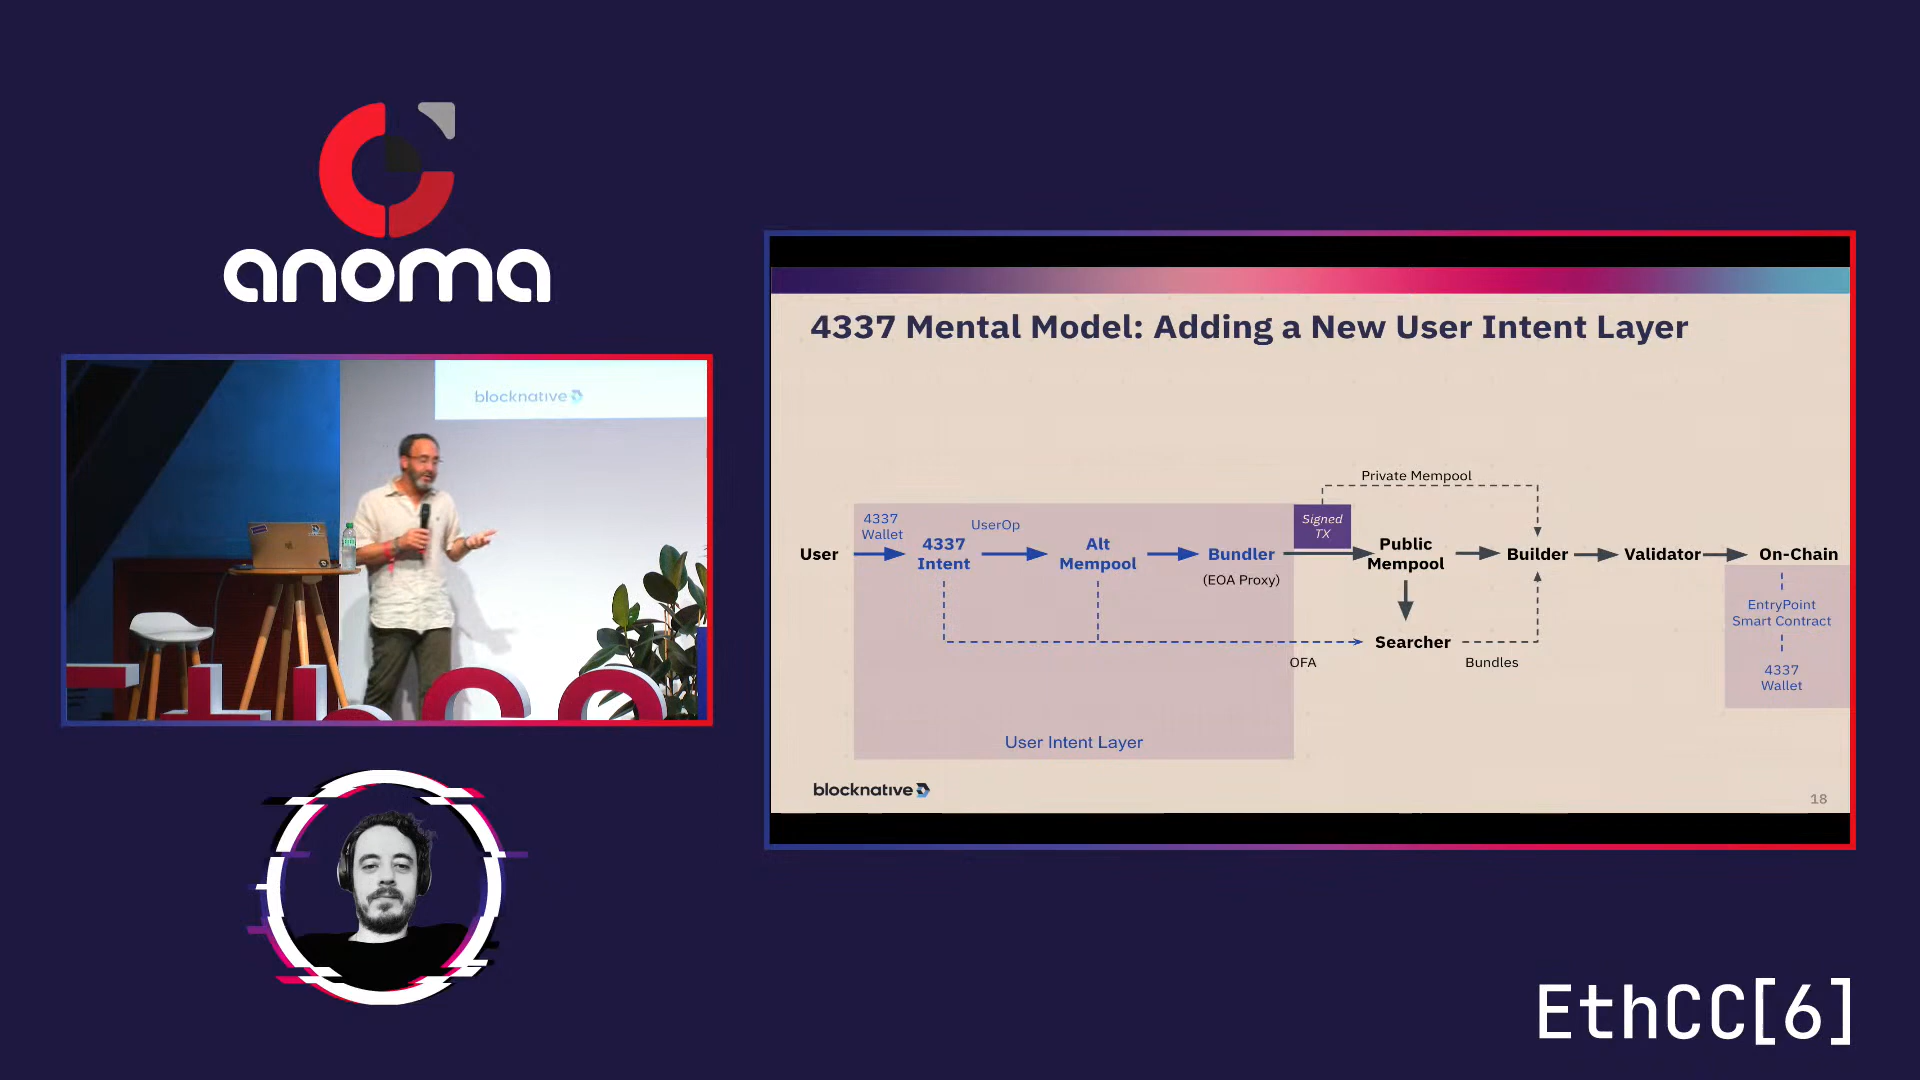 anoma
blocknative
EthCC
4337 Mental Model: Adding a New User Intent Layer
Private Mempool
4337
Wallet
UserOp
Signed
TX
User
4337
Intent
Alt
Mempool
Bundler
(EOA Proxy)
Public
Mempool
Builder
Validator
On-Chain
EntryPoint
Smart Contract
4337
Wallet
Searcher
OFA
Bundles
User Intent Layer
blocknative
18
EthCC[6]